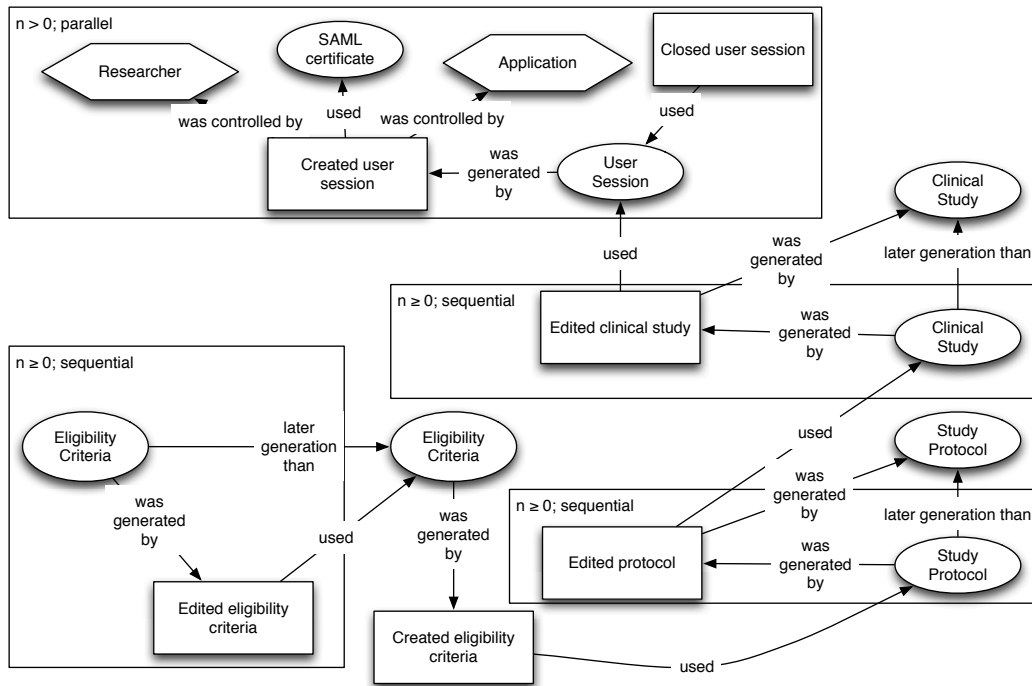 n > 0; parallel
Researcher
SAML
certificate
Application
Closed user session
was controlled by
used
was controlled by
used
Created user
session
was
generated
by
User
Session
Clinical
Study
used
was
generated
by
later generation than
n ≥ 0; sequential
Edited clinical study
was
generated
by
Clinical
Study
n ≥ 0; sequential
Eligibility
Criteria
later
generation
than
Eligibility
Criteria
used
Study
Protocol
was
generated
by
used
was
generated
by
n ≥ 0; sequential
was
generated
by
later generation than
Edited protocol
was
generated
by
Study
Protocol
Edited eligibility
criteria
Created eligibility
criteria
used